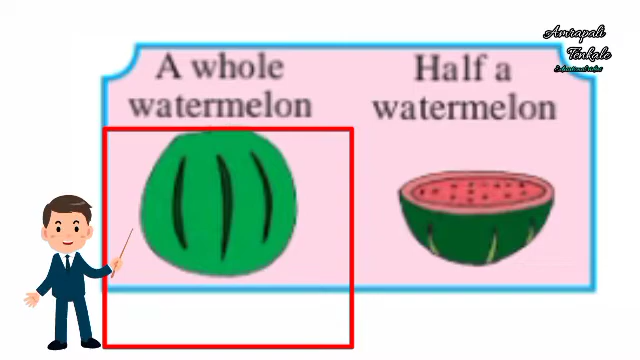 Amrapali
Tenkale
A whole
watermelon
Half a
watermelon